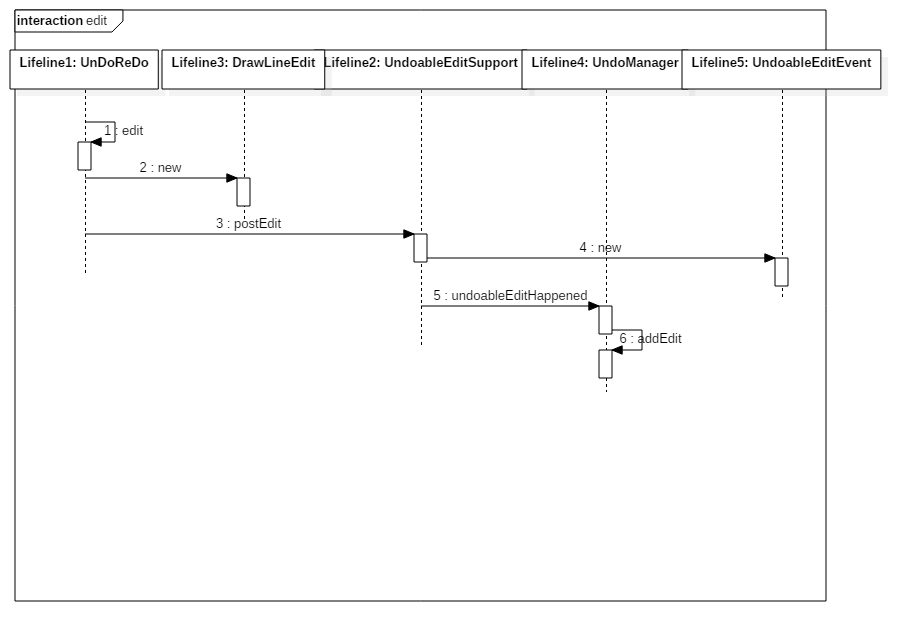 interaction edit
Lifeline1: UnDoReDo
Lifeline3: DrawLineEdit
Lifeline2: UndoableEditSupport
Lifeline4: UndoManager
Lifeline5: UndoableEditEvent
1 : edit
2 : new
3 : postEdit
4 : new
5 : undoableEditHappened
6 : addEdit